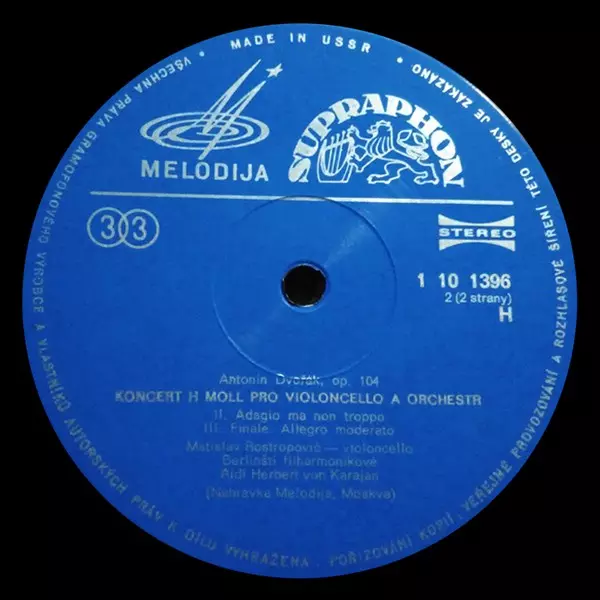 MADE IN USSR
MELODIJA
SUPRAPHON
33
STEREO
1 10 1396
2 (2 strany)
H
Antonín Dvořák, op. 104
KONCERT H MOLL PRO VIOLONCELLO A ORCHESTR
II. Adagio ma non troppo
III. Finale. Allegro moderato
Mstislav Rostropovič — violoncello
Berlínští filharmonikové
Řídí Herbert von Karajan
(Nahrávka Melodija, Moskva)
VŠECHNA PRÁVA GRAMOFONOVÉHO VÝROBCE A VLASTNÍKŮ AUTORSKÝCH PRÁV K DÍLU VYHRAŽENA. POŘIZOVÁNÍ KOPIÍ, VEŘEJNÉ PROVOZOVÁNÍ A ROZHLASOVÉ ŠÍŘENÍ TÉTO DESKY JE ZAKÁZÁNO